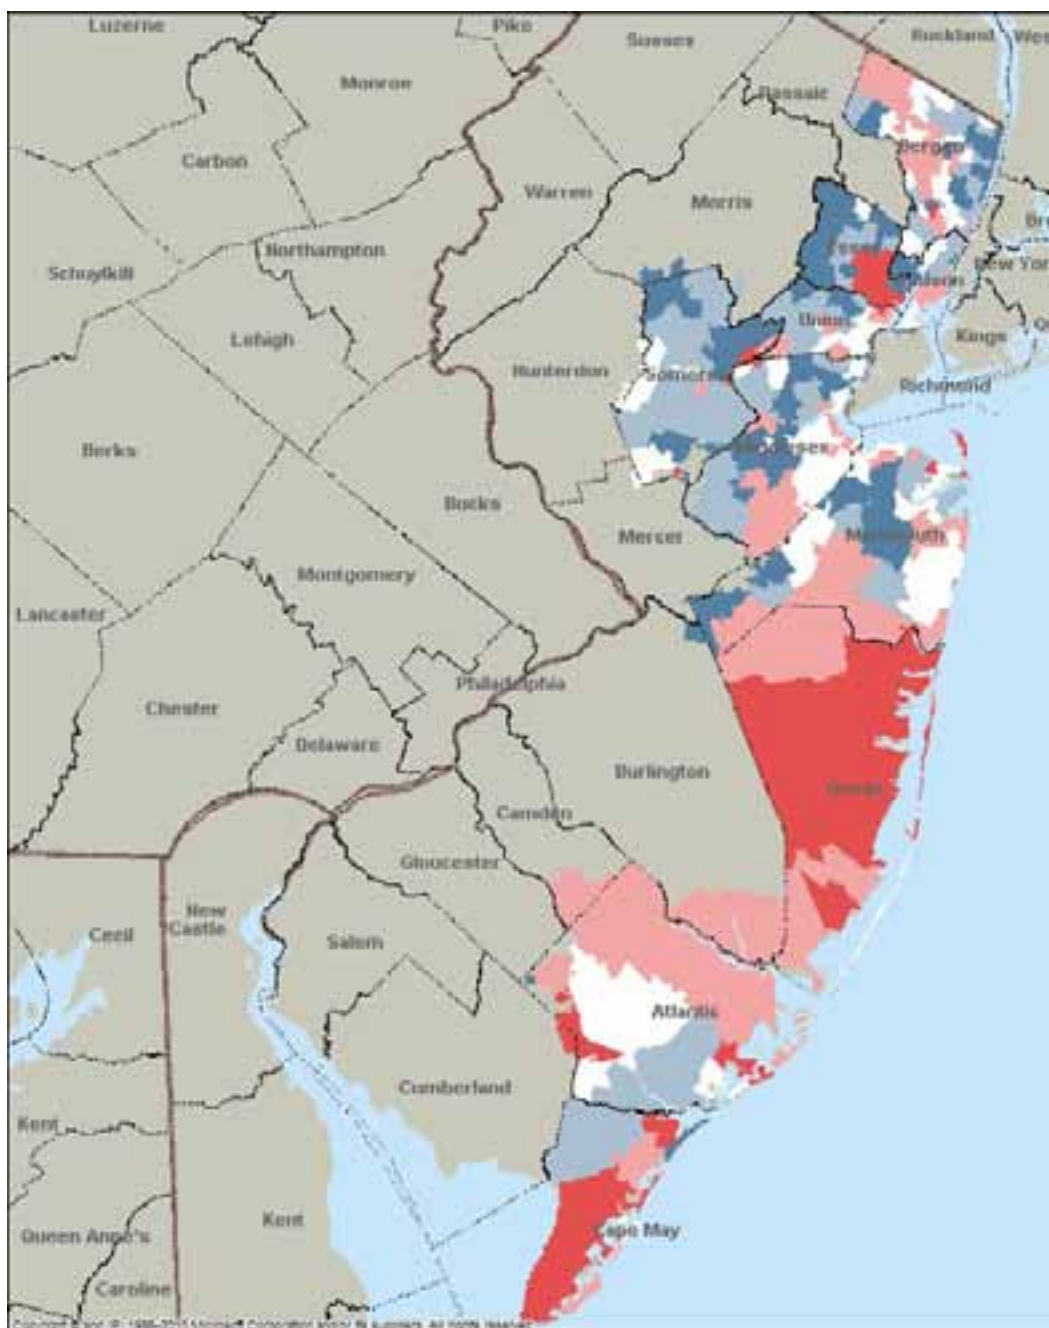 Luzerne
Pike
Sussex
Rockland
Monroe
Passaic
Bergen
Carbon
Warren
Morris
Northampton
Essex
New York
Schuylkill
Lehigh
Union
Kings
Hunterdon
Somerset
Richmond
Berks
Middlesex
Bucks
Mercer
Monmouth
Montgomery
Lancaster
Philadelphia
Chester
Delaware
Burlington
Ocean
Camden
Gloucester
New
Castle
Cecil
Salem
Atlantic
Cumberland
Kent
Kent
Queen Anne's
Cape May
Caroline